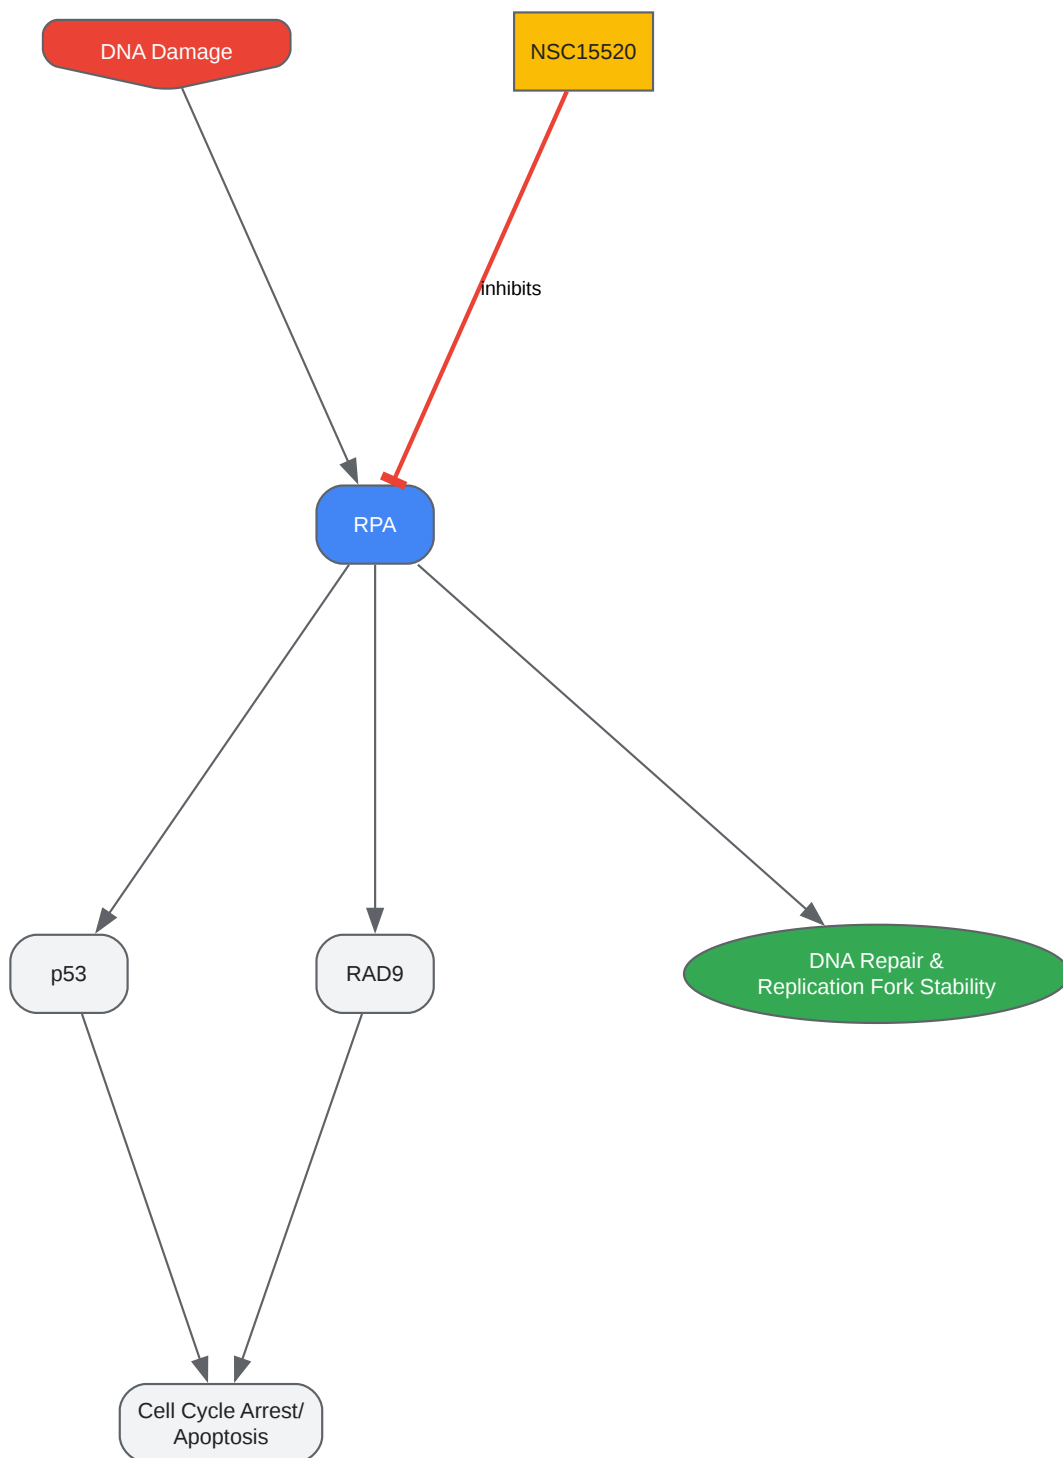 DNA Damage
NSC15520
inhibits
RPA
p53
RAD9
DNA Repair &
Replication Fork Stability
Cell Cycle Arrest/
Apoptosis